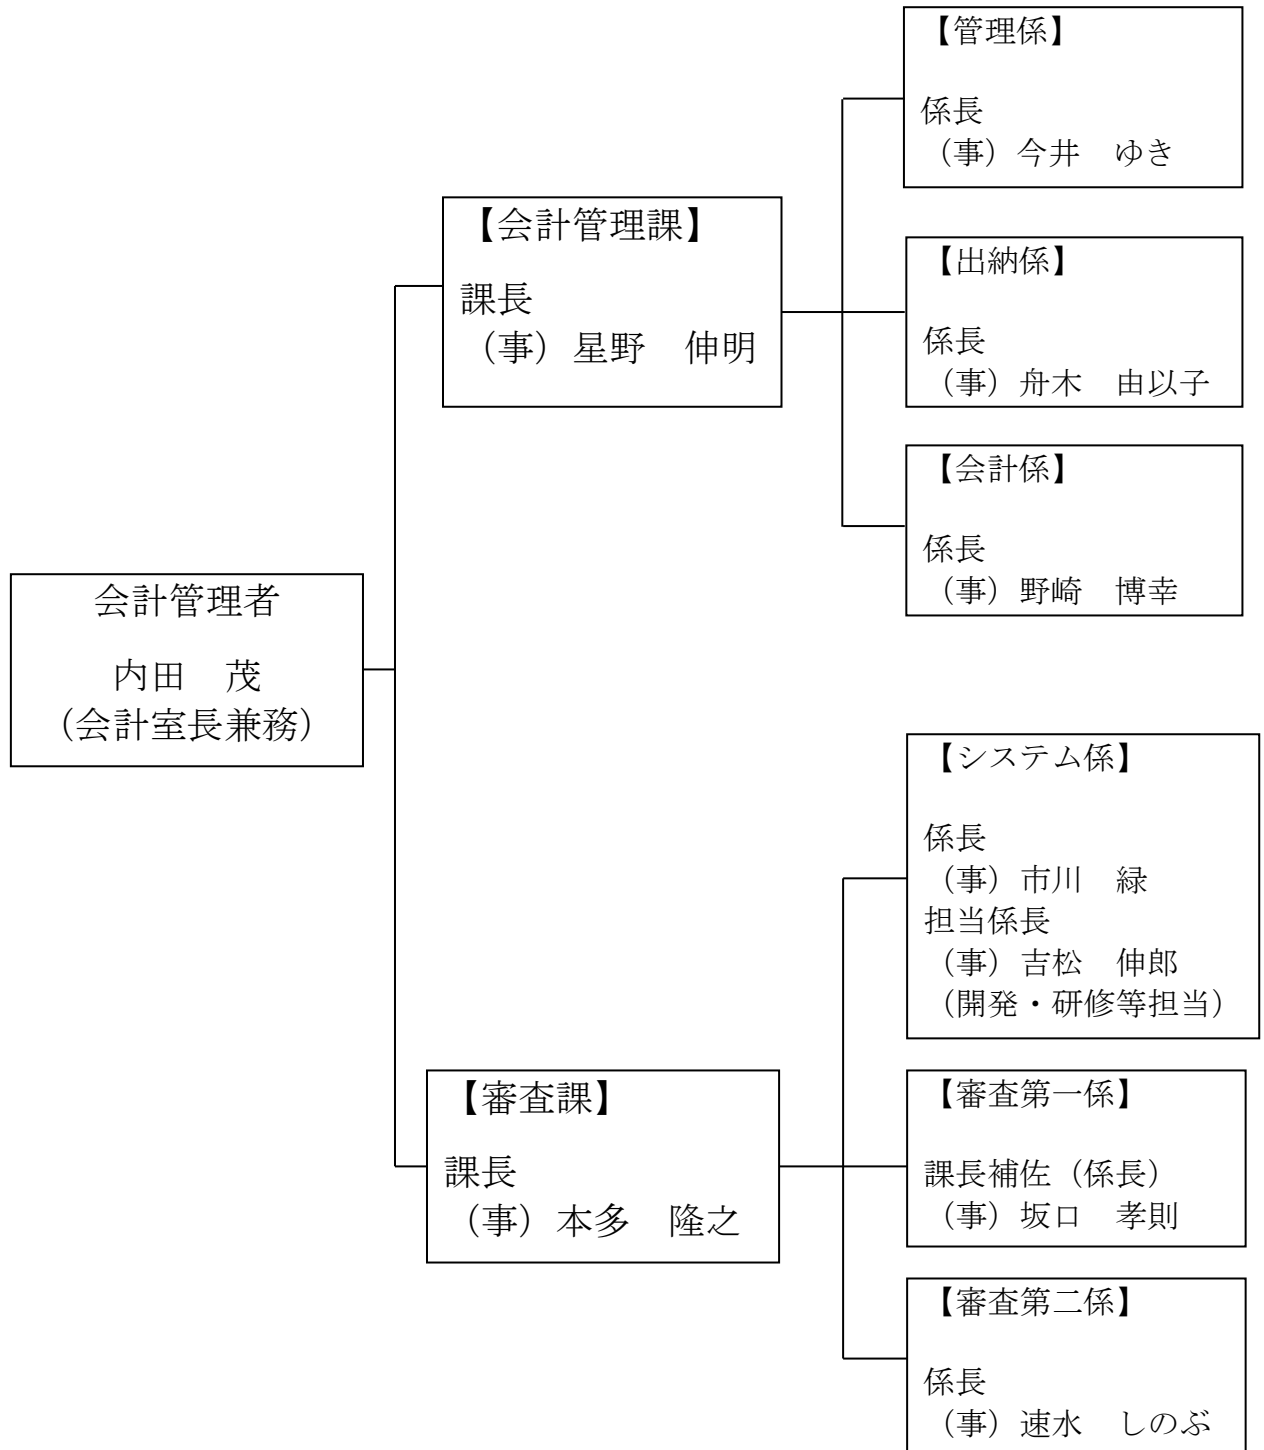 会計管理者
内田　茂
（会計室長兼務）
【会計管理課】
課長
（事）星野　伸明
【管理係】
係長
（事）今井　ゆき
【出納係】
係長
（事）舟木　由以子
【会計係】
係長
（事）野崎　博幸
【審査課】
課長
（事）本多　隆之
【システム係】
係長
（事）市川　緑
担当係長
（事）吉松　伸郎
（開発・研修等担当）
【審査第一係】
課長補佐（係長）
（事）坂口　孝則
【審査第二係】
係長
（事）速水　しのぶ